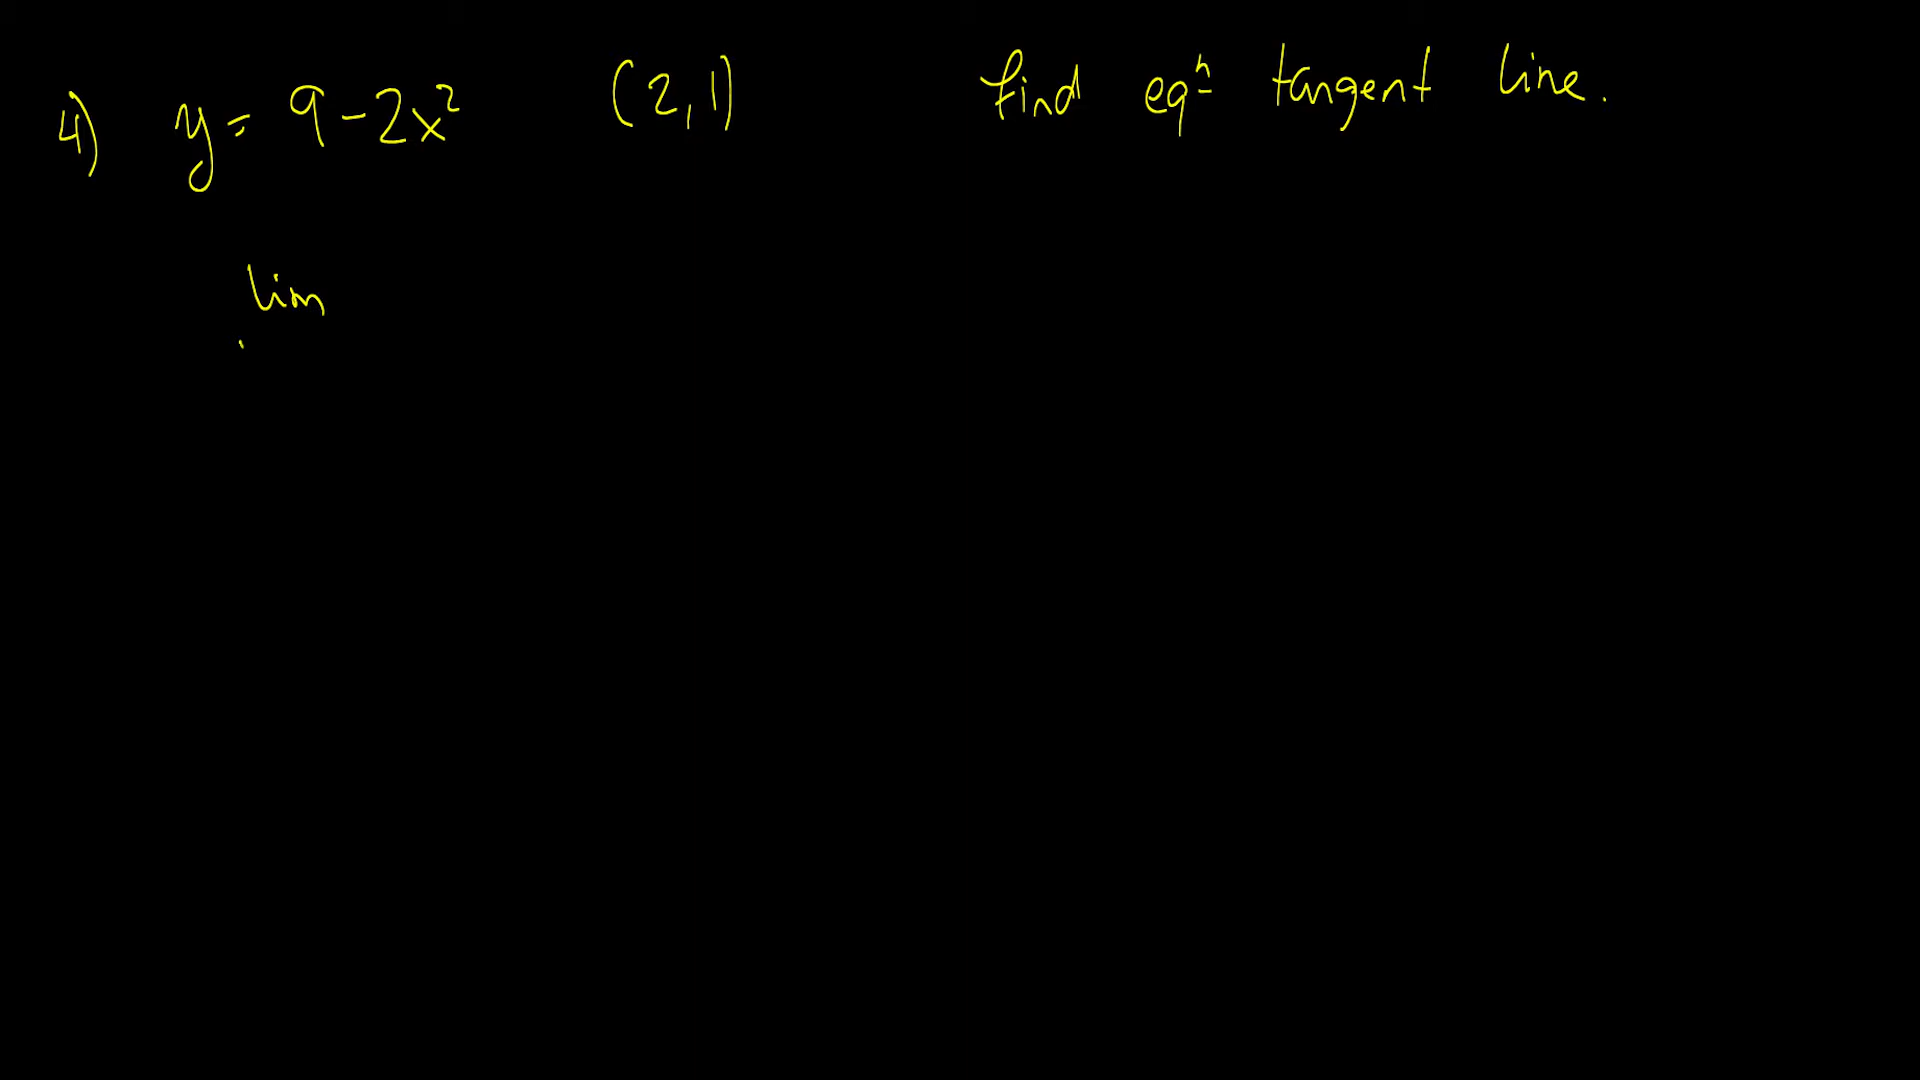 4) y = 9 - 2x² (2,1) find eqⁿ tangent line.
lim